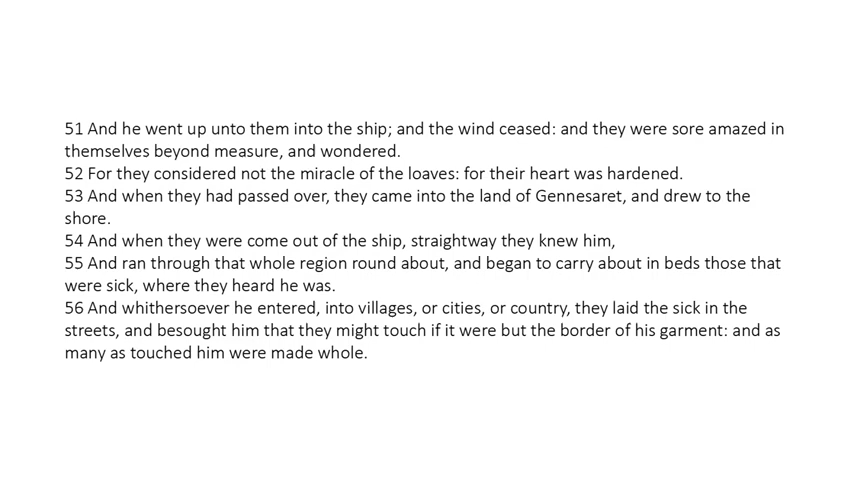 51 And he went up unto them into the ship; and the wind ceased: and they were sore amazed in
themselves beyond measure, and wondered.
52 For they considered not the miracle of the loaves: for their heart was hardened.
53 And when they had passed over, they came into the land of Gennesaret, and drew to the
shore.
54 And when they were come out of the ship, straightway they knew him,
55 And ran through that whole region round about, and began to carry about in beds those that
were sick, where they heard he was.
56 And whithersoever he entered, into villages, or cities, or country, they laid the sick in the
streets, and besought him that they might touch if it were but the border of his garment: and as
many as touched him were made whole.